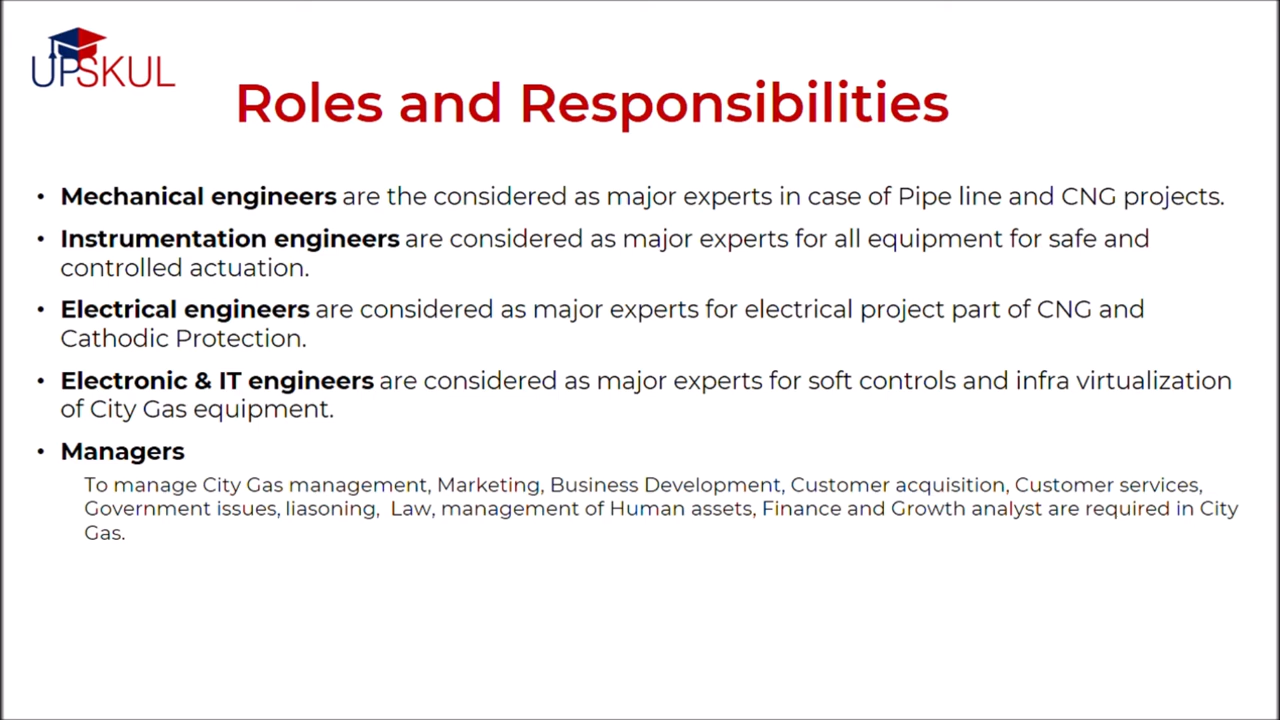 UPSKUL
Roles and Responsibilities
• Mechanical engineers are the considered as major experts in case of Pipe line and CNG projects.
• Instrumentation engineers are considered as major experts for all equipment for safe and
controlled actuation.
• Electrical engineers are considered as major experts for electrical project part of CNG and
Cathodic Protection.
• Electronic & IT engineers are considered as major experts for soft controls and infra virtualization
of City Gas equipment.
• Managers
To manage City Gas management, Marketing, Business Development, Customer acquisition, Customer services,
Government issues, liasoning, Law, management of Human assets, Finance and Growth analyst are required in City
Gas.